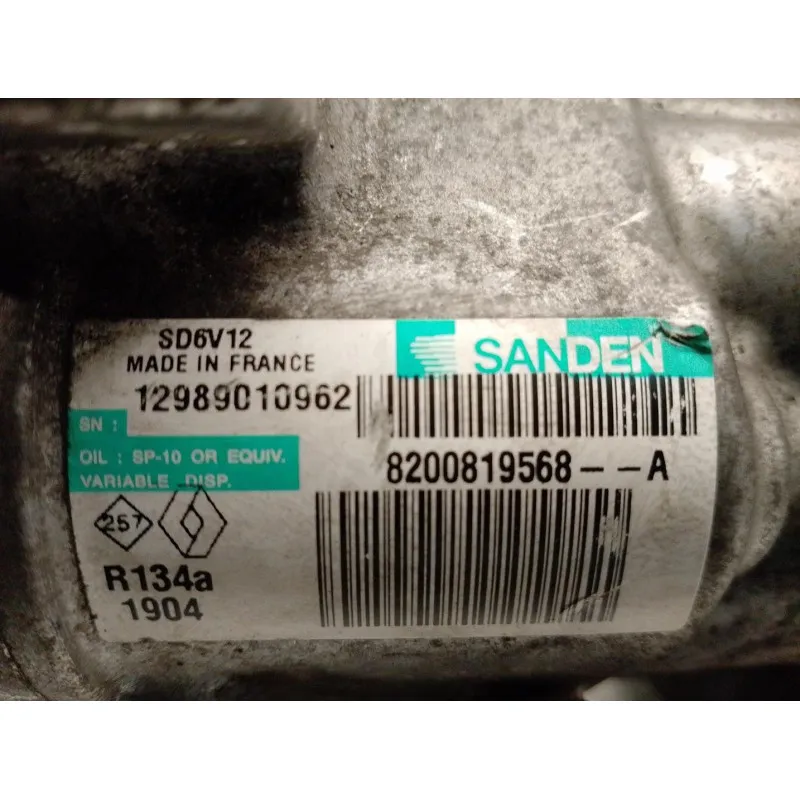 SD6V12
MADE IN FRANCE
SANDEN
12989010962
SN :
OIL : SP-10 OR EQUIV.
VARIABLE DISP.
8200819568--A
257
R134a
1904